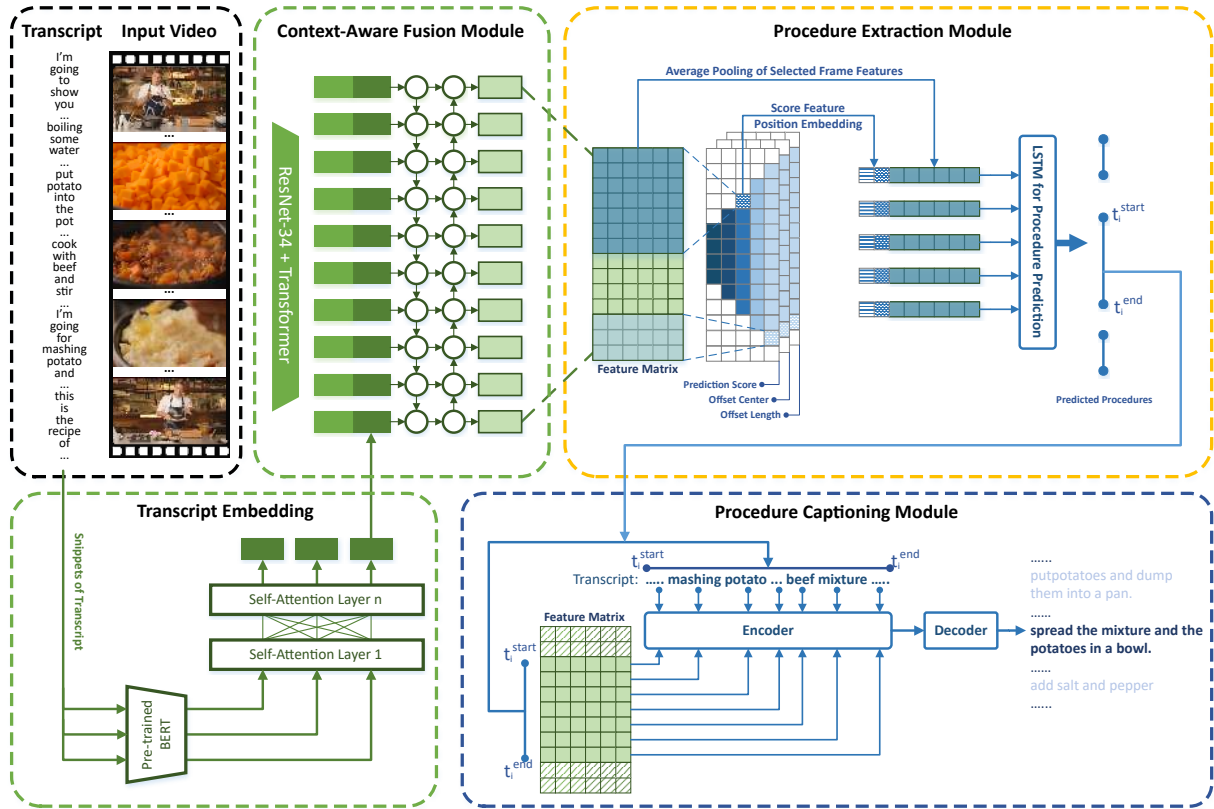 Transcript
I'm
going
to
show
you
...
boiling
some
water
...
put
potato
into
the
pot
...
cook
with
beef
and
stir
...
I'm
going
for
mashing
potato
and
...
this
is
the
recipe
of
...
Input Video
...
...
...
...
Context-Aware Fusion Module
ResNet-34 + Transformer
Procedure Extraction Module
Average Pooling of Selected Frame Features
Score Feature
Position Embedding
Feature Matrix
Prediction Score
Offset Center
Offset Length
LSTM for Procedure Prediction
t_i^start
t_i^end
Predicted Procedures
Transcript Embedding
Snippets of Transcript
Self-Attention Layer n
Self-Attention Layer 1
Pre-trained
BERT
Procedure Captioning Module
t_i^start
t_i^end
Transcript: ..... mashing potato ... beef mixture .....
Feature Matrix
t_i^start
t_i^end
Encoder
Decoder
......
putpotatoes and dump
them into a pan.
......
spread the mixture and the
potatoes in a bowl.
......
add salt and pepper
......